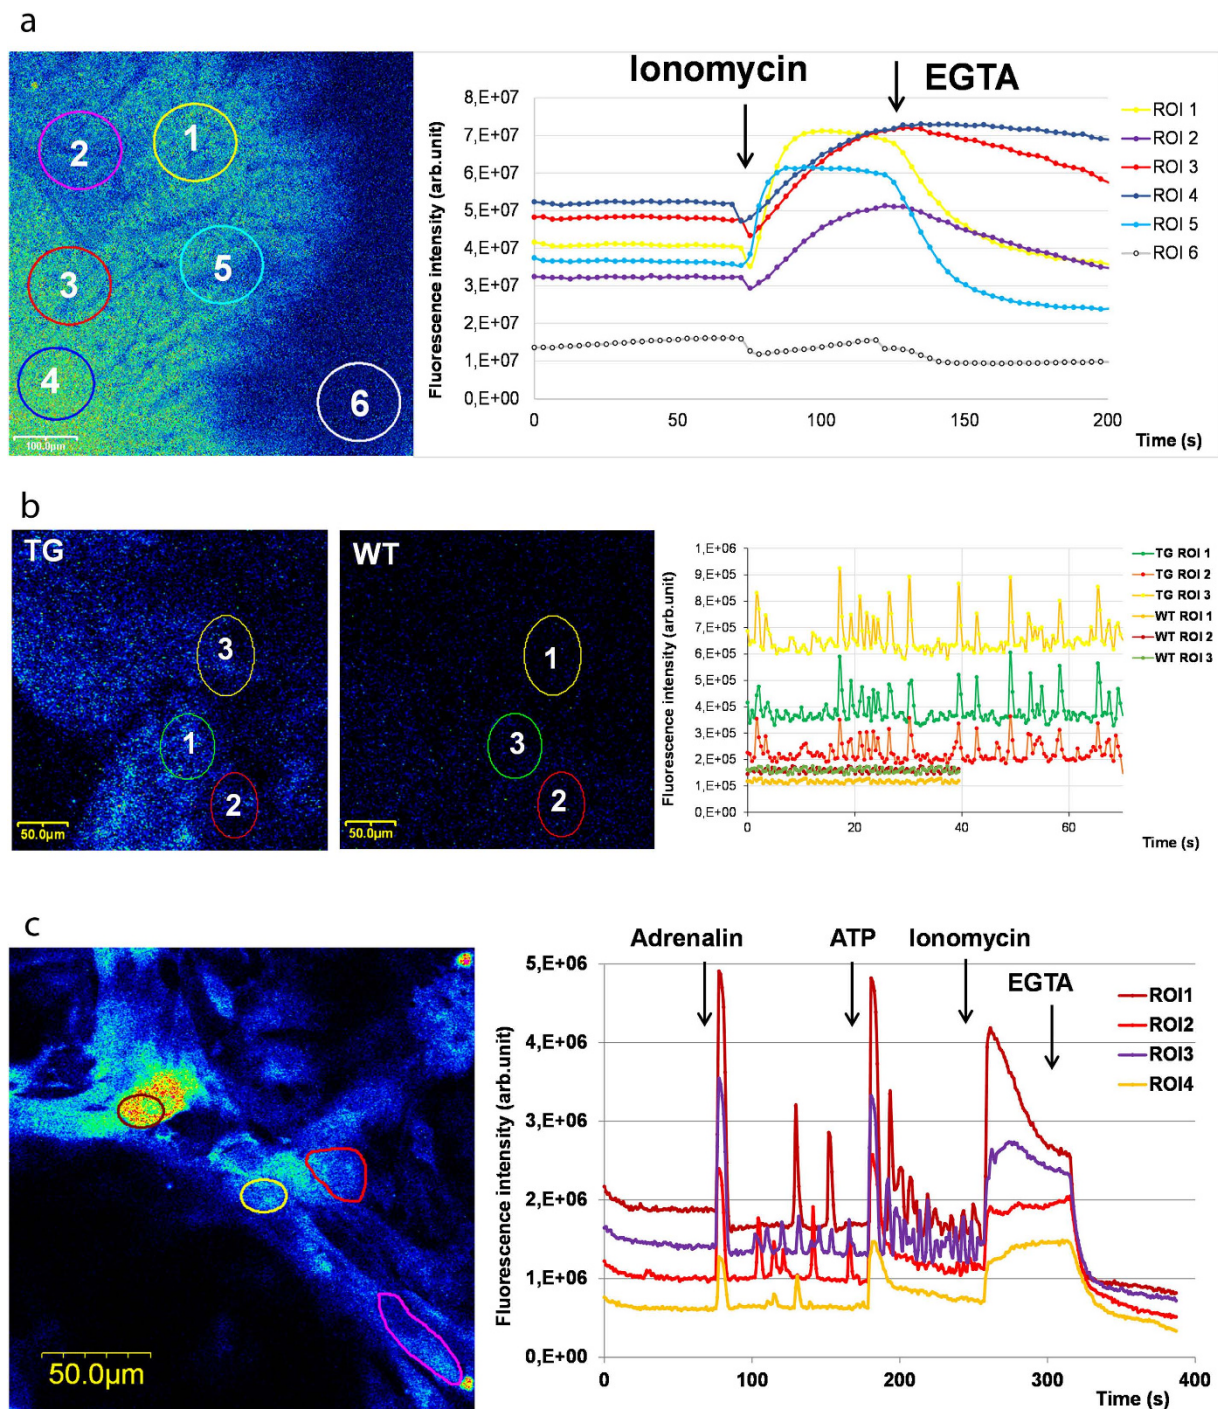 a
1
2
3
5
4
6
100.0µm
Ionomycin
EGTA
Fluorescence intensity (arb.unit)
8,E+07
7,E+07
6,E+07
5,E+07
4,E+07
3,E+07
2,E+07
1,E+07
0,E+00
0
50
100
150
200
Time (s)
ROI 1
ROI 2
ROI 3
ROI 4
ROI 5
ROI 6
b
TG
3
1
2
50.0µm
WT
1
3
2
50.0µm
Fluorescence intensity (arb.unit)
1,E+06
9,E+05
8,E+05
7,E+05
6,E+05
5,E+05
4,E+05
3,E+05
2,E+05
1,E+05
0,E+00
0
20
40
60
Time (s)
TG ROI 1
TG ROI 2
TG ROI 3
WT ROI 1
WT ROI 2
WT ROI 3
c
50.0µm
Adrenalin
ATP
Ionomycin
EGTA
Fluorescence intensity (arb.unit)
5,E+06
4,E+06
3,E+06
2,E+06
1,E+06
0,E+00
0
100
200
300
400
Time (s)
ROI1
ROI2
ROI3
ROI4